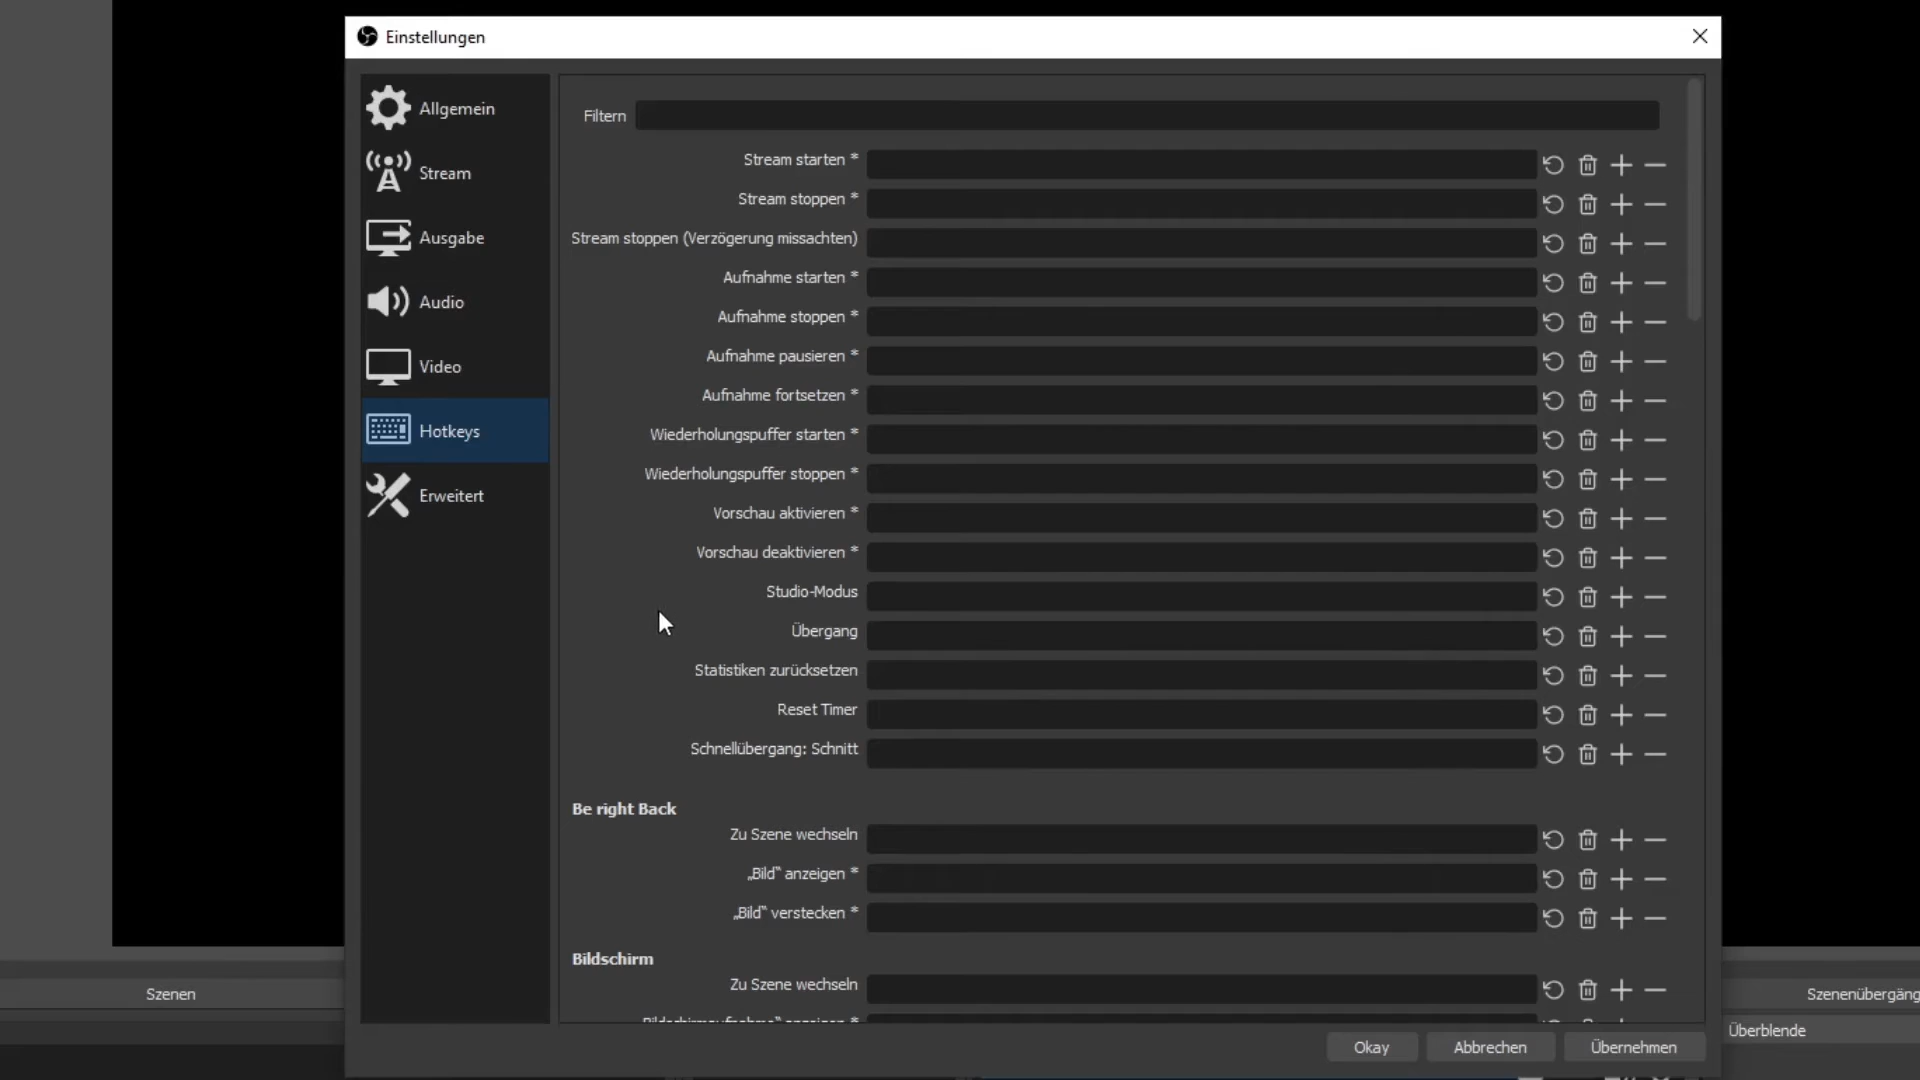 Einstellungen
Allgemein
Stream
Ausgabe
Audio
Video
Hotkeys
Erweitert
Filtern
Stream starten *
Stream stoppen *
Stream stoppen (Verzögerung missachten)
Aufnahme starten *
Aufnahme stoppen *
Aufnahme pausieren *
Aufnahme fortsetzen *
Wiederholungspuffer starten *
Wiederholungspuffer stoppen *
Vorschau aktivieren *
Vorschau deaktivieren *
Studio-Modus
Übergang
Statistiken zurücksetzen
Reset Timer
Schnellübergang: Schnitt
Be right Back
Zu Szene wechseln
„Bild“ anzeigen *
„Bild“ verstecken *
Bildschirm
Zu Szene wechseln
„Bildschirmaufnahme“ anzeigen *
Okay
Abbrechen
Übernehmen
Szenen
Szenenübergäng
Überblende